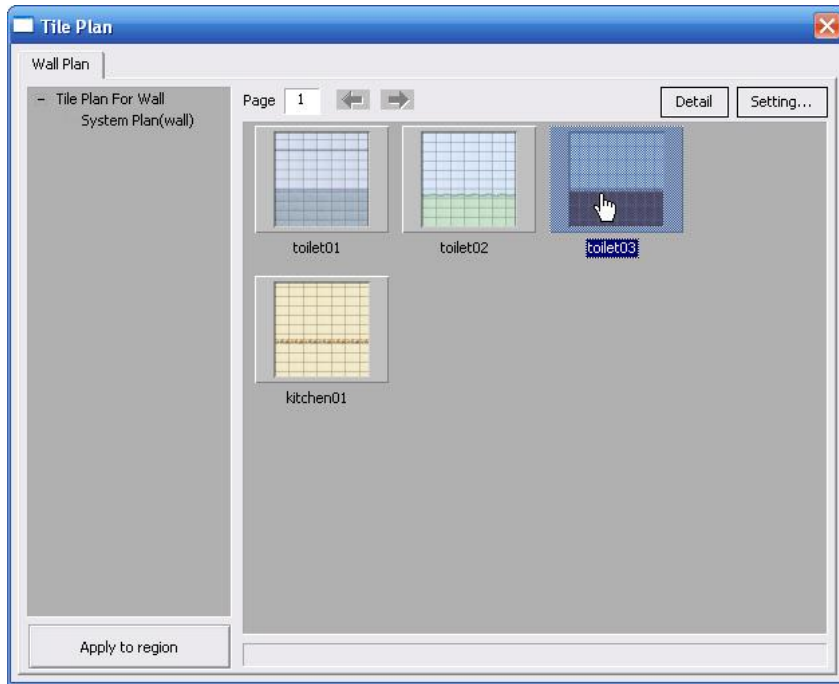 Tile Plan
Wall Plan
− Tile Plan For Wall
System Plan(wall)
Page 1
Detail
Setting...
toilet01
toilet02
toilet03
kitchen01
Apply to region